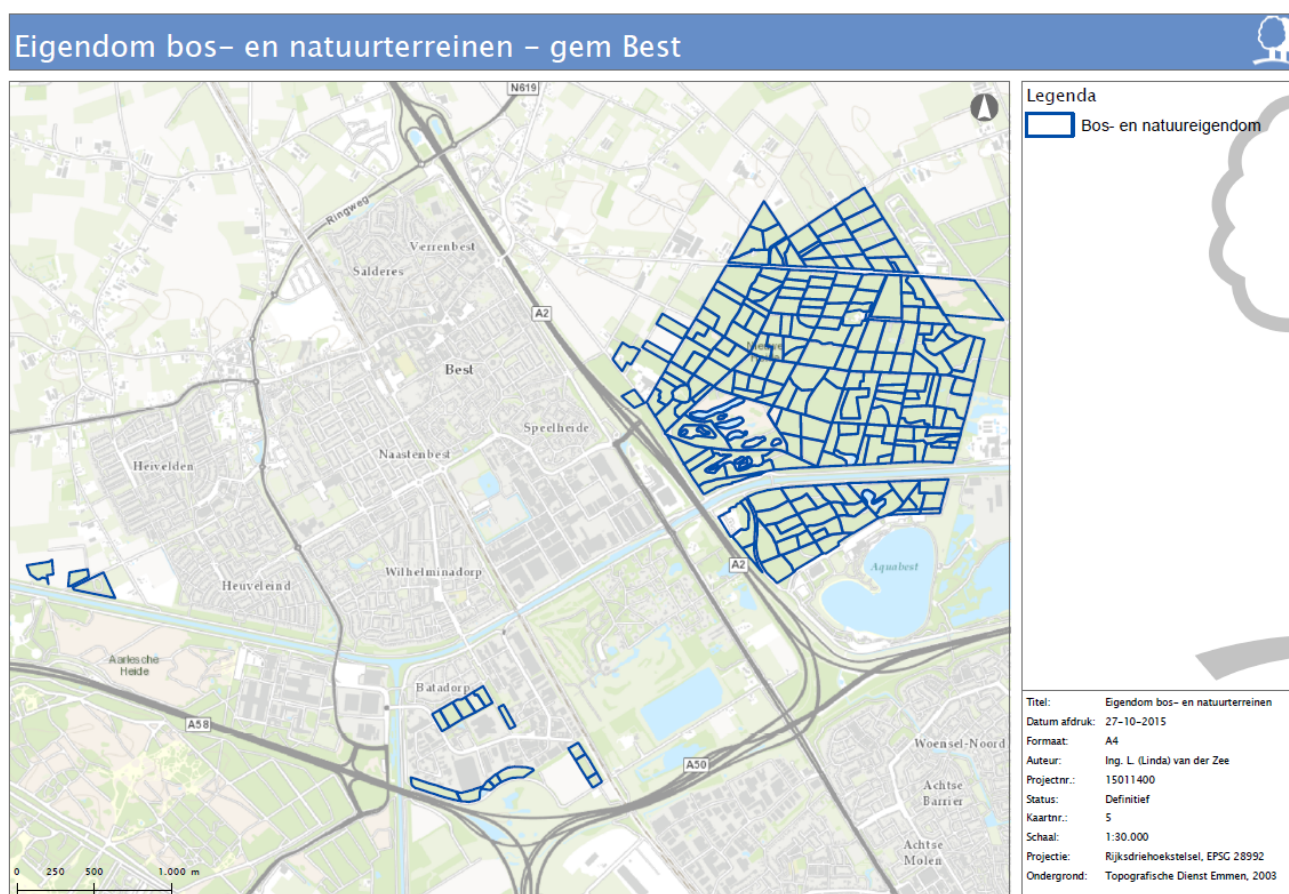 Eigendom bos- en natuurterreinen - gem Best
N619
Ringweg
Verrenbest
Salderes
A2
Best
Nieuwe
Heide
Speelheide
Naastenbest
Heivelden
Wilhelminadorp
Heuveleind
A2
Aquabest
Aarlesche
Heide
Batadorp
A58
A50
Woensel-Noord
Achtse
Barrier
Achtse
Molen
0 250 500 1.000 m
Legenda
Bos- en natuureigendom
Titel: Eigendom bos- en natuurterreinen
Datum afdruk: 27-10-2015
Formaat: A4
Auteur: Ing. L. (Linda) van der Zee
Projectnr.: 15011400
Status: Definitief
Kaartnr.: 5
Schaal: 1:30.000
Projectie: Rijksdriehoekstelsel, EPSG 28992
Ondergrond: Topografische Dienst Emmen, 2003